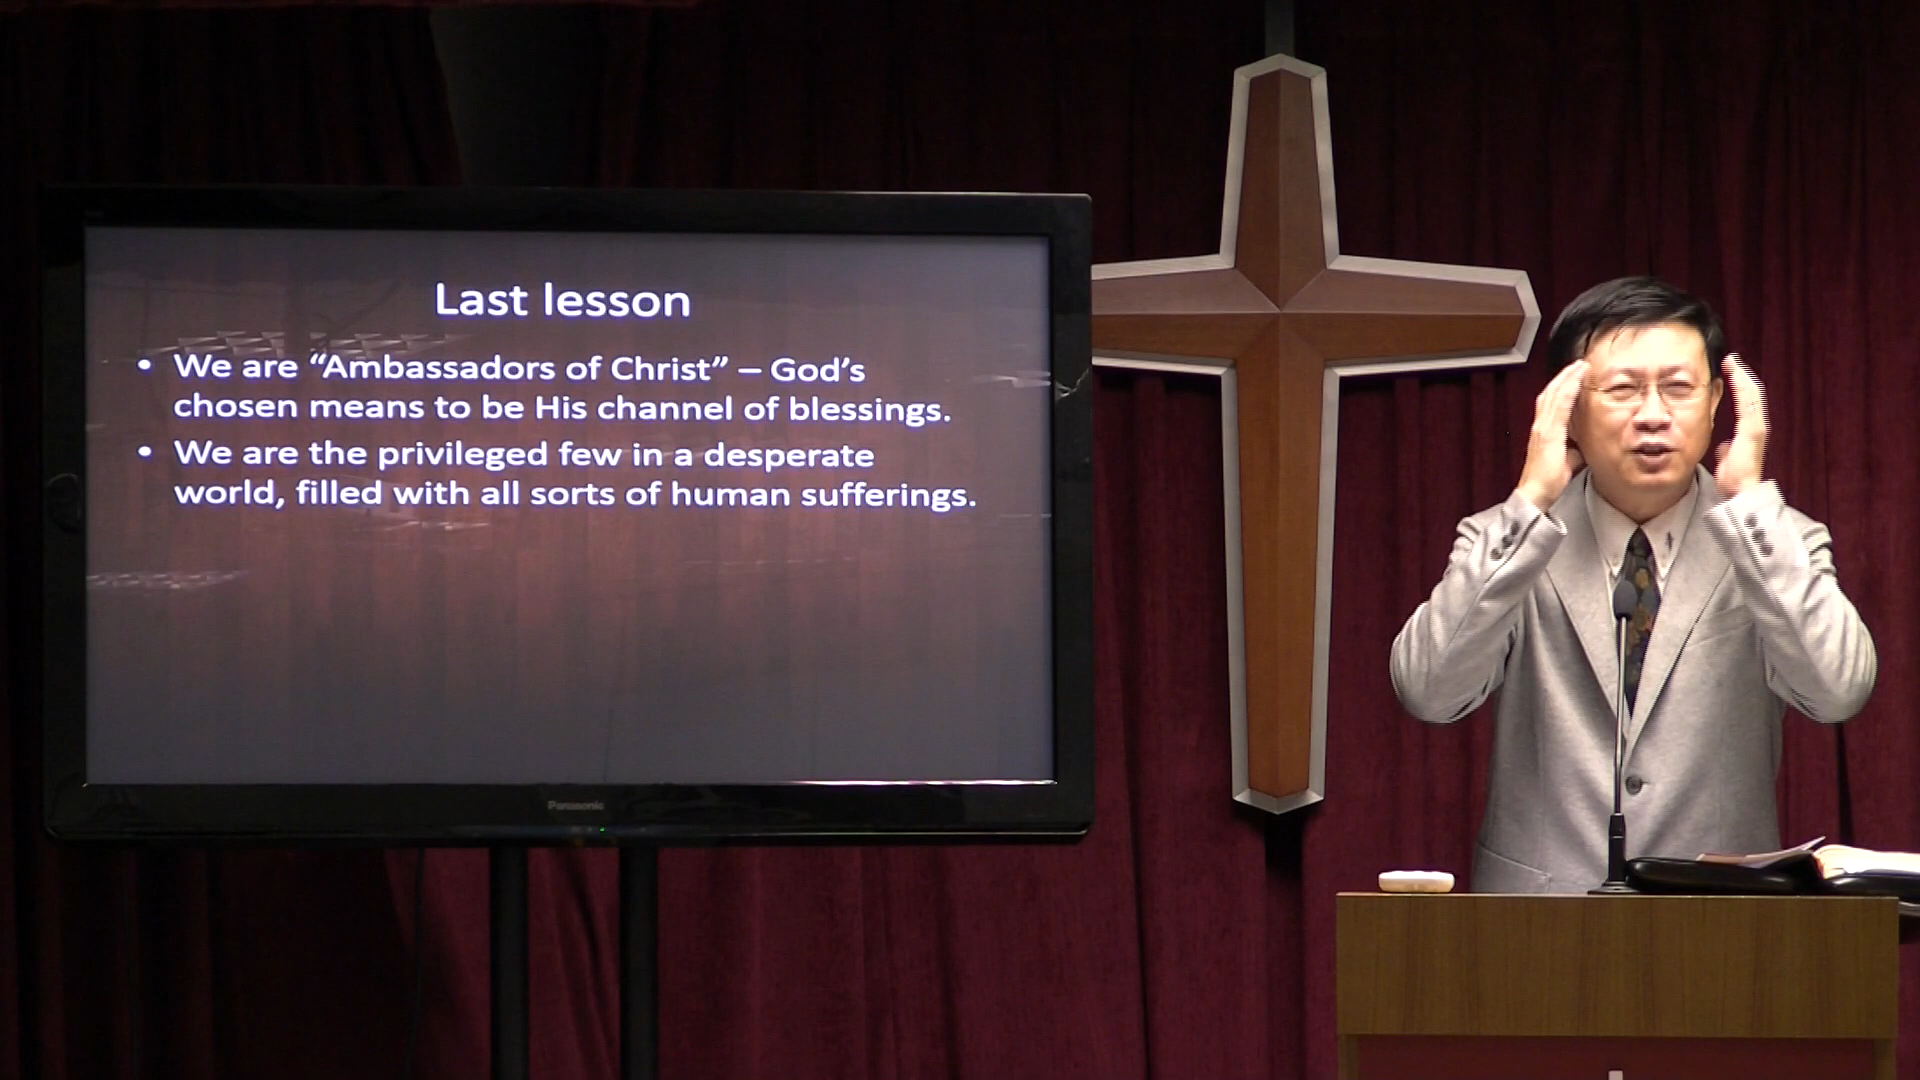 Last lesson
• We are “Ambassadors of Christ” – God’s
chosen means to be His channel of blessings.
• We are the privileged few in a desperate
world, filled with all sorts of human sufferings.
Panasonic